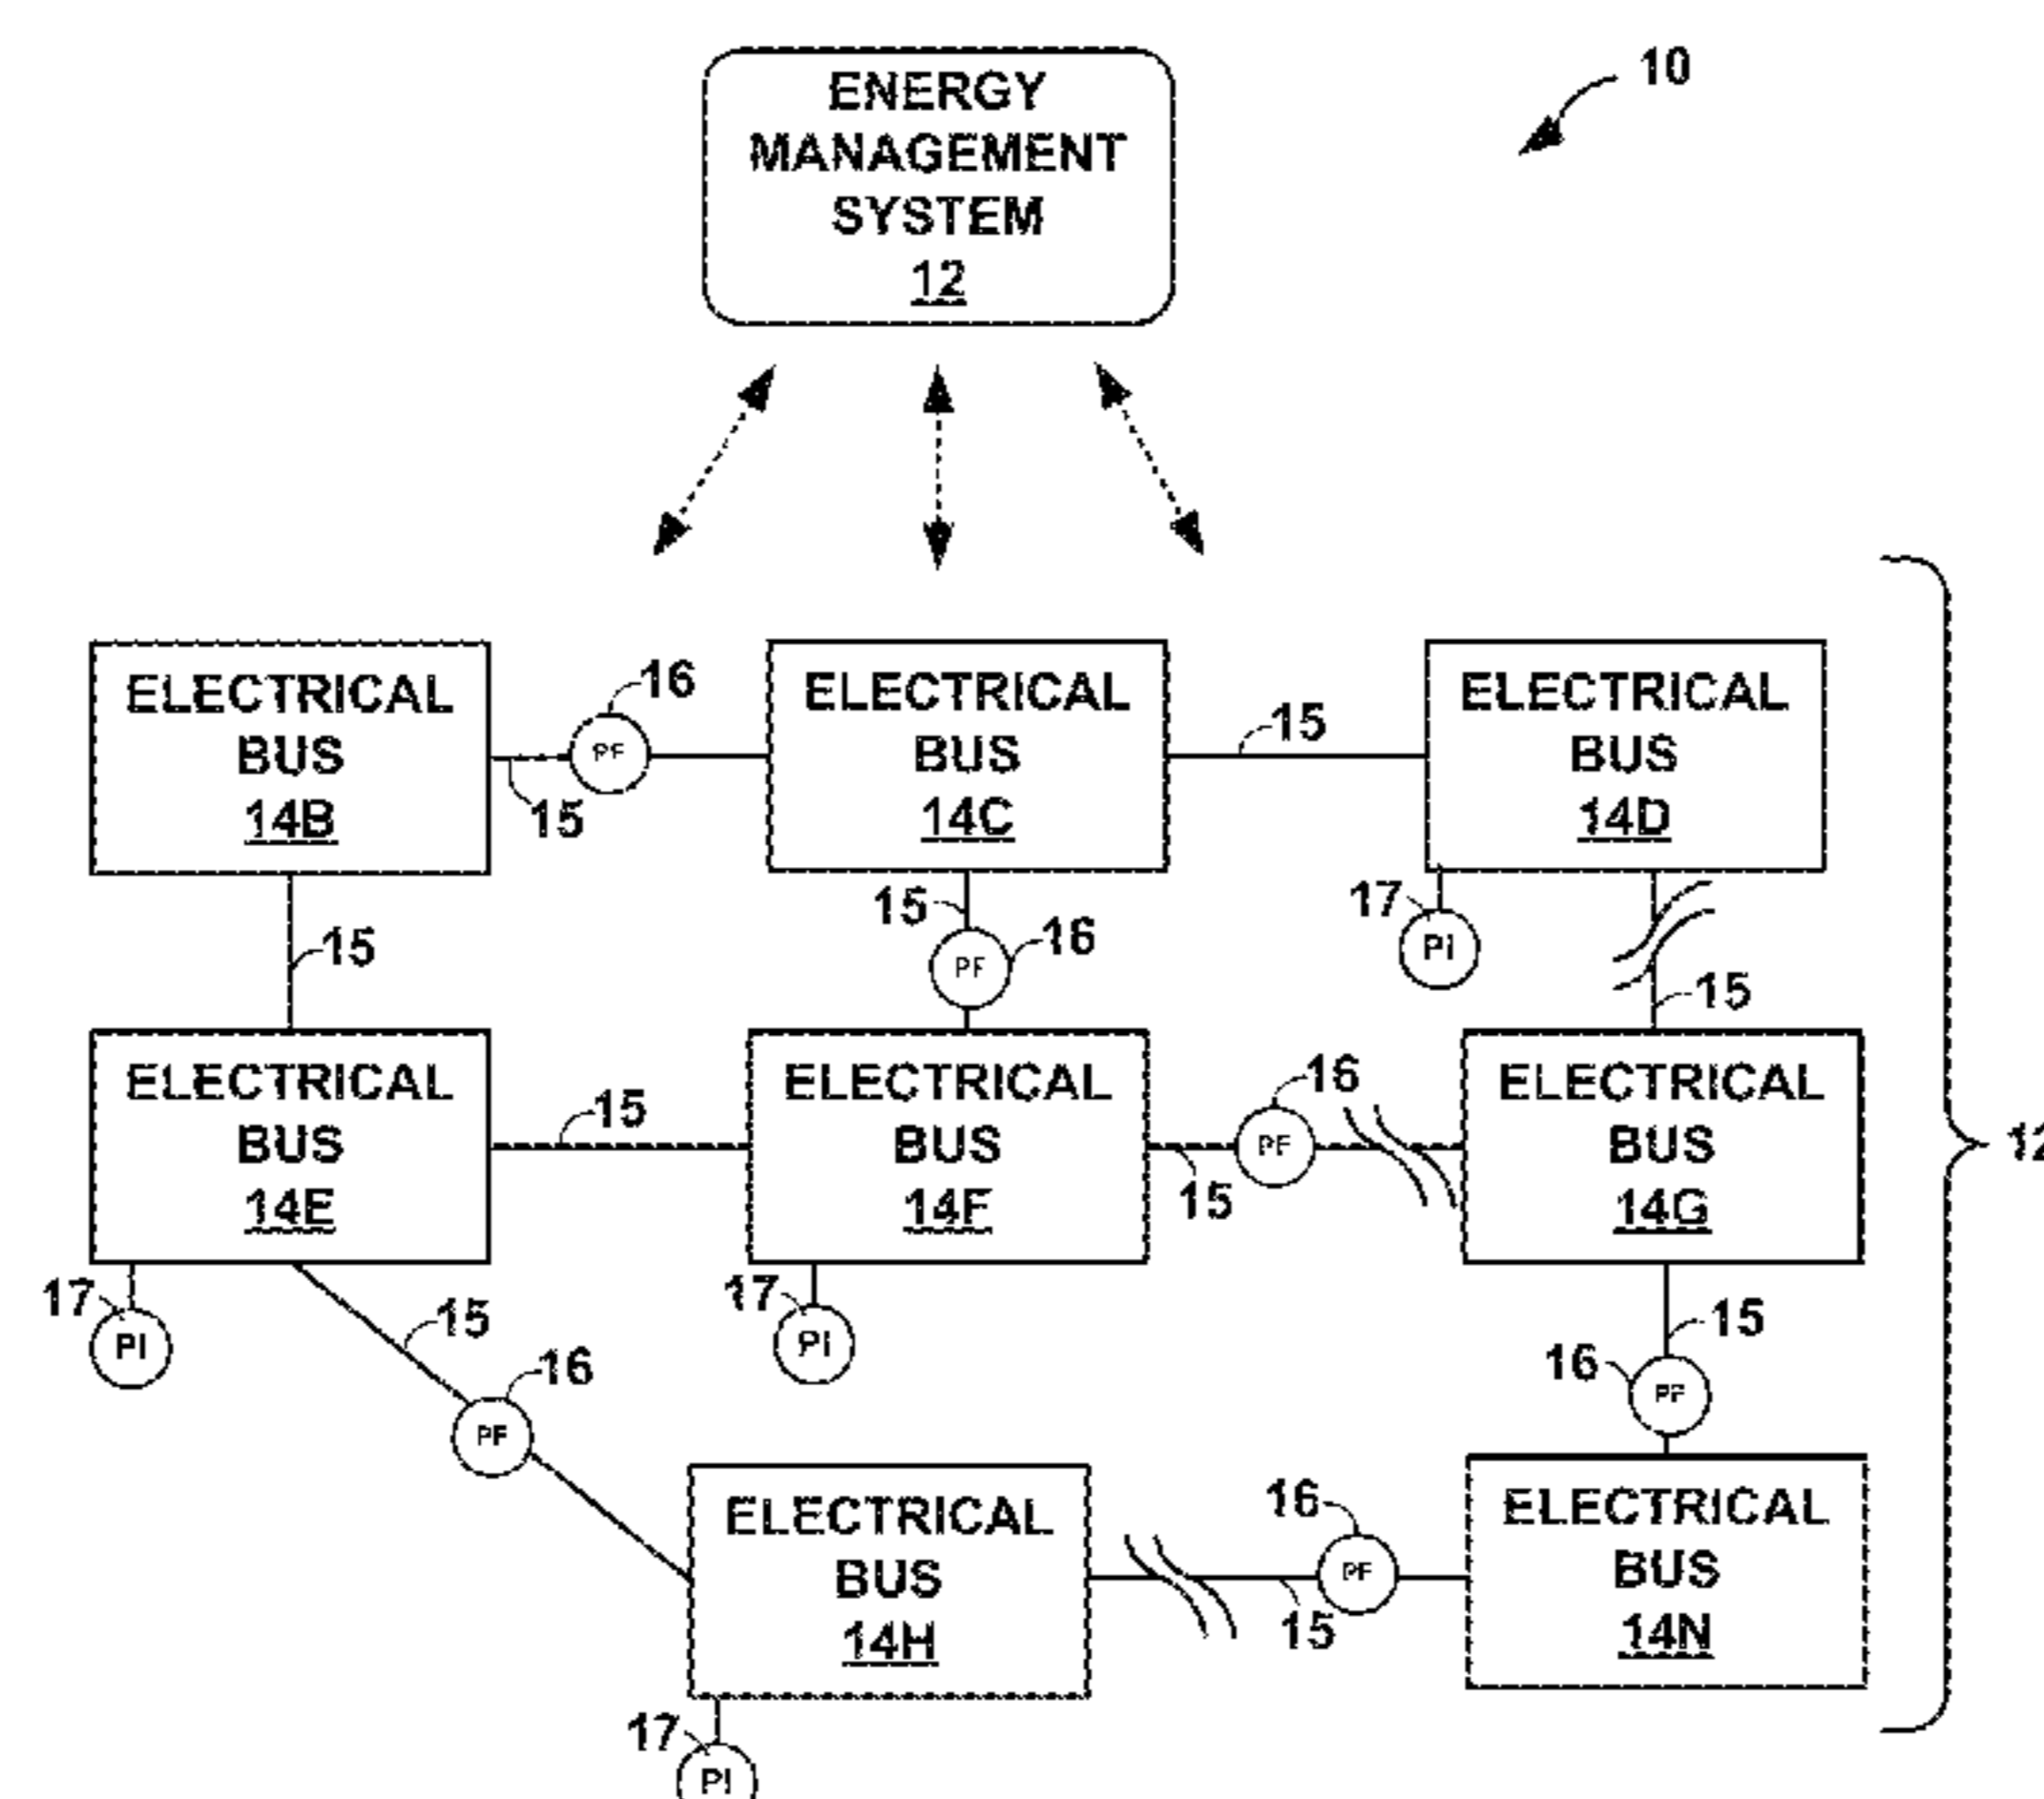 10
ENERGY
MANAGEMENT
SYSTEM
12
ELECTRICAL
BUS
14B
16
PF
15
ELECTRICAL
BUS
14C
15
ELECTRICAL
BUS
14D
15
15
16
PF
17
PI
15
ELECTRICAL
BUS
14E
15
ELECTRICAL
BUS
14F
16
PF
15
ELECTRICAL
BUS
14G
12
17
PI
15
16
PF
17
PI
15
16
PF
ELECTRICAL
BUS
14H
16
PF
15
ELECTRICAL
BUS
14N
17
PI